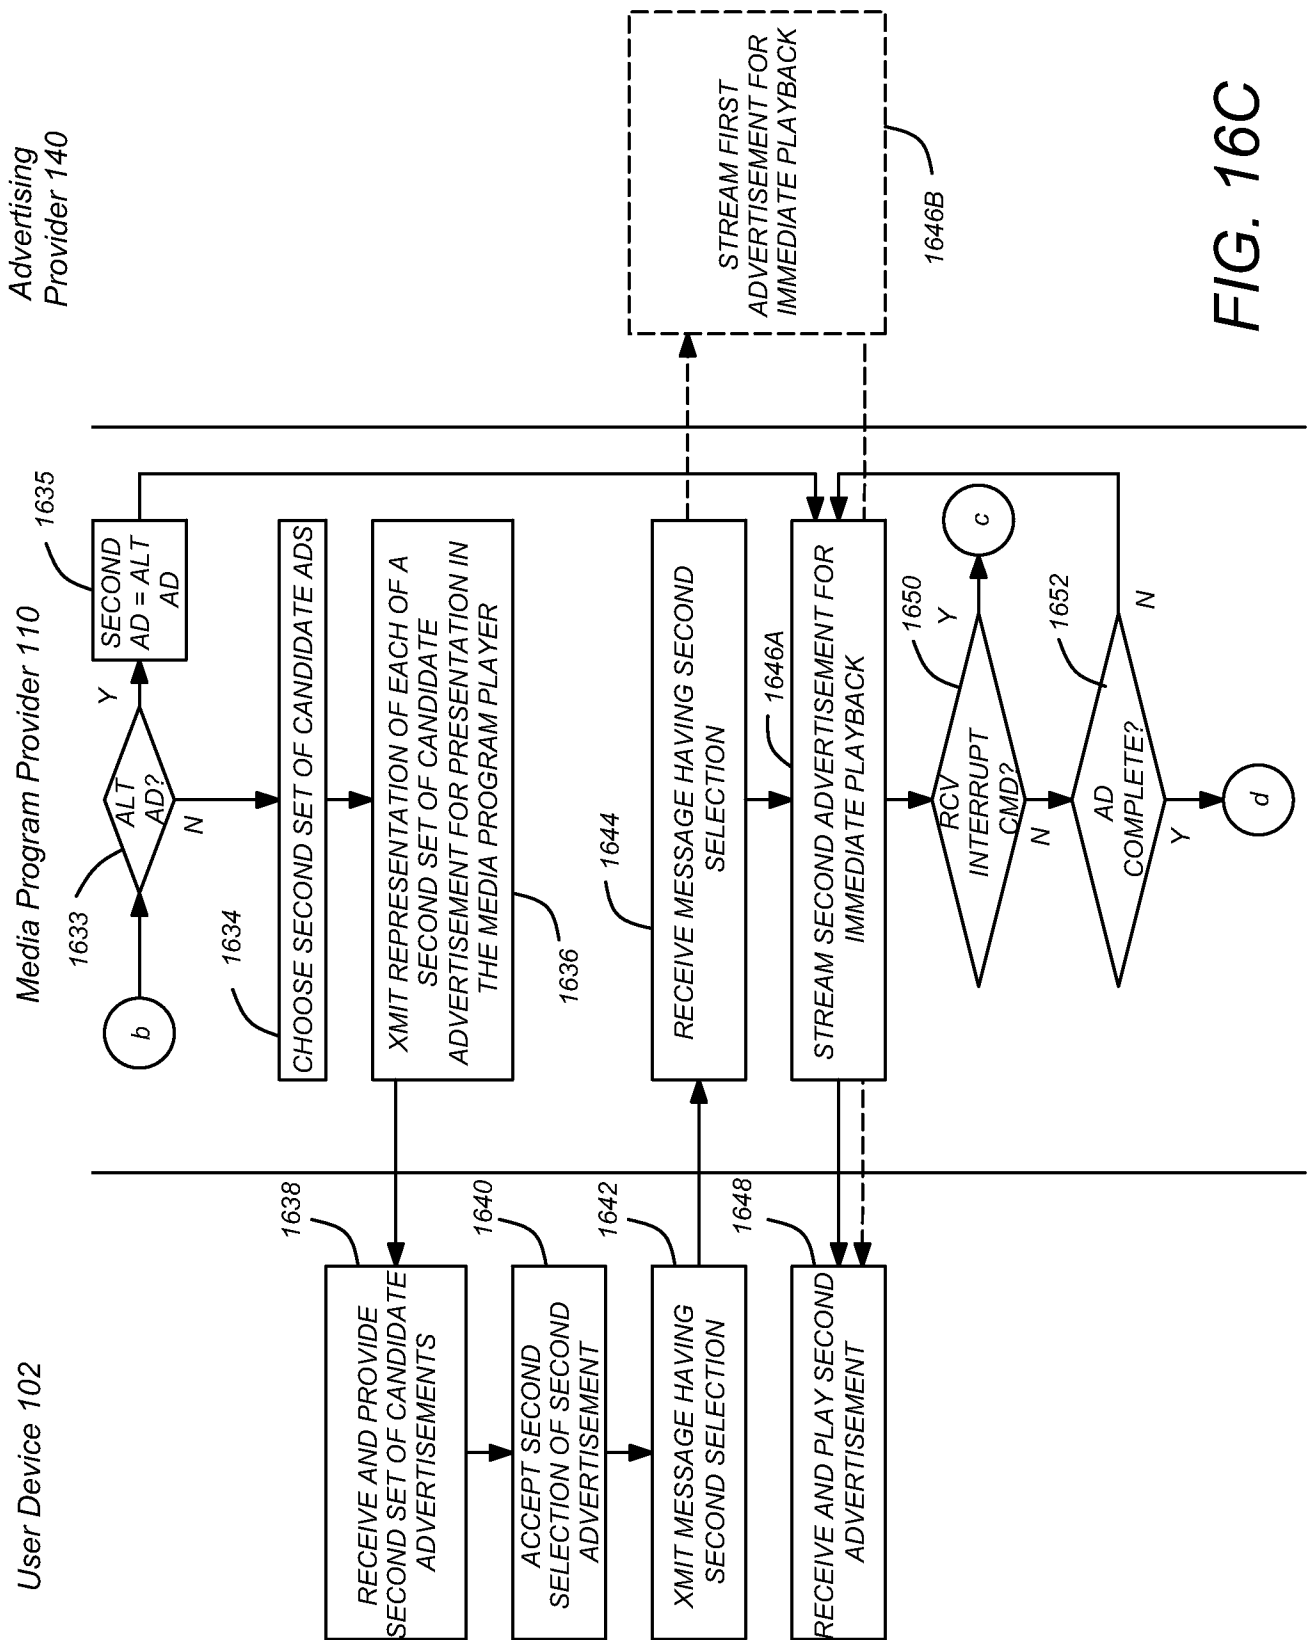 User Device 102
Media Program Provider 110
Advertising
Provider 140
b
1633
ALT
AD?
Y
N
SECOND
AD = ALT
AD
1635
1634
CHOOSE SECOND SET OF CANDIDATE ADS
XMIT REPRESENTATION OF EACH OF A
SECOND SET OF CANDIDATE
ADVERTISEMENT FOR PRESENTATION IN
THE MEDIA PROGRAM PLAYER
1636
1638
RECEIVE AND PROVIDE
SECOND SET OF CANDIDATE
ADVERTISEMENTS
1640
ACCEPT SECOND
SELECTION OF SECOND
ADVERTISEMENT
1642
XMIT MESSAGE HAVING
SECOND SELECTION
1644
RECEIVE MESSAGE HAVING SECOND
SELECTION
1646A
STREAM SECOND ADVERTISEMENT FOR
IMMEDIATE PLAYBACK
STREAM FIRST
ADVERTISEMENT FOR
IMMEDIATE PLAYBACK
1646B
1648
RECEIVE AND PLAY SECOND
ADVERTISEMENT
RCV
INTERRUPT
CMD?
1650
Y
c
N
AD
COMPLETE?
1652
N
Y
d
FIG. 16C